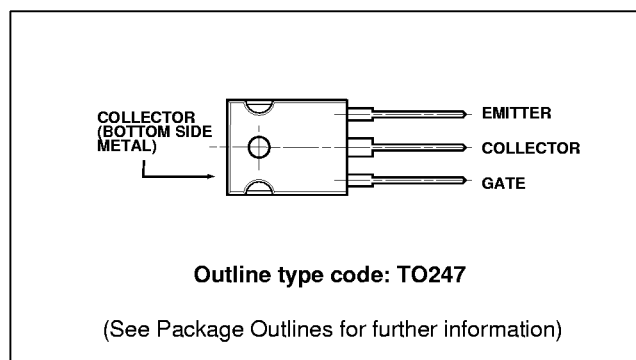 COLLECTOR
(BOTTOM SIDE
METAL)
EMITTER
COLLECTOR
GATE
Outline type code: TO247
(See Package Outlines for further information)